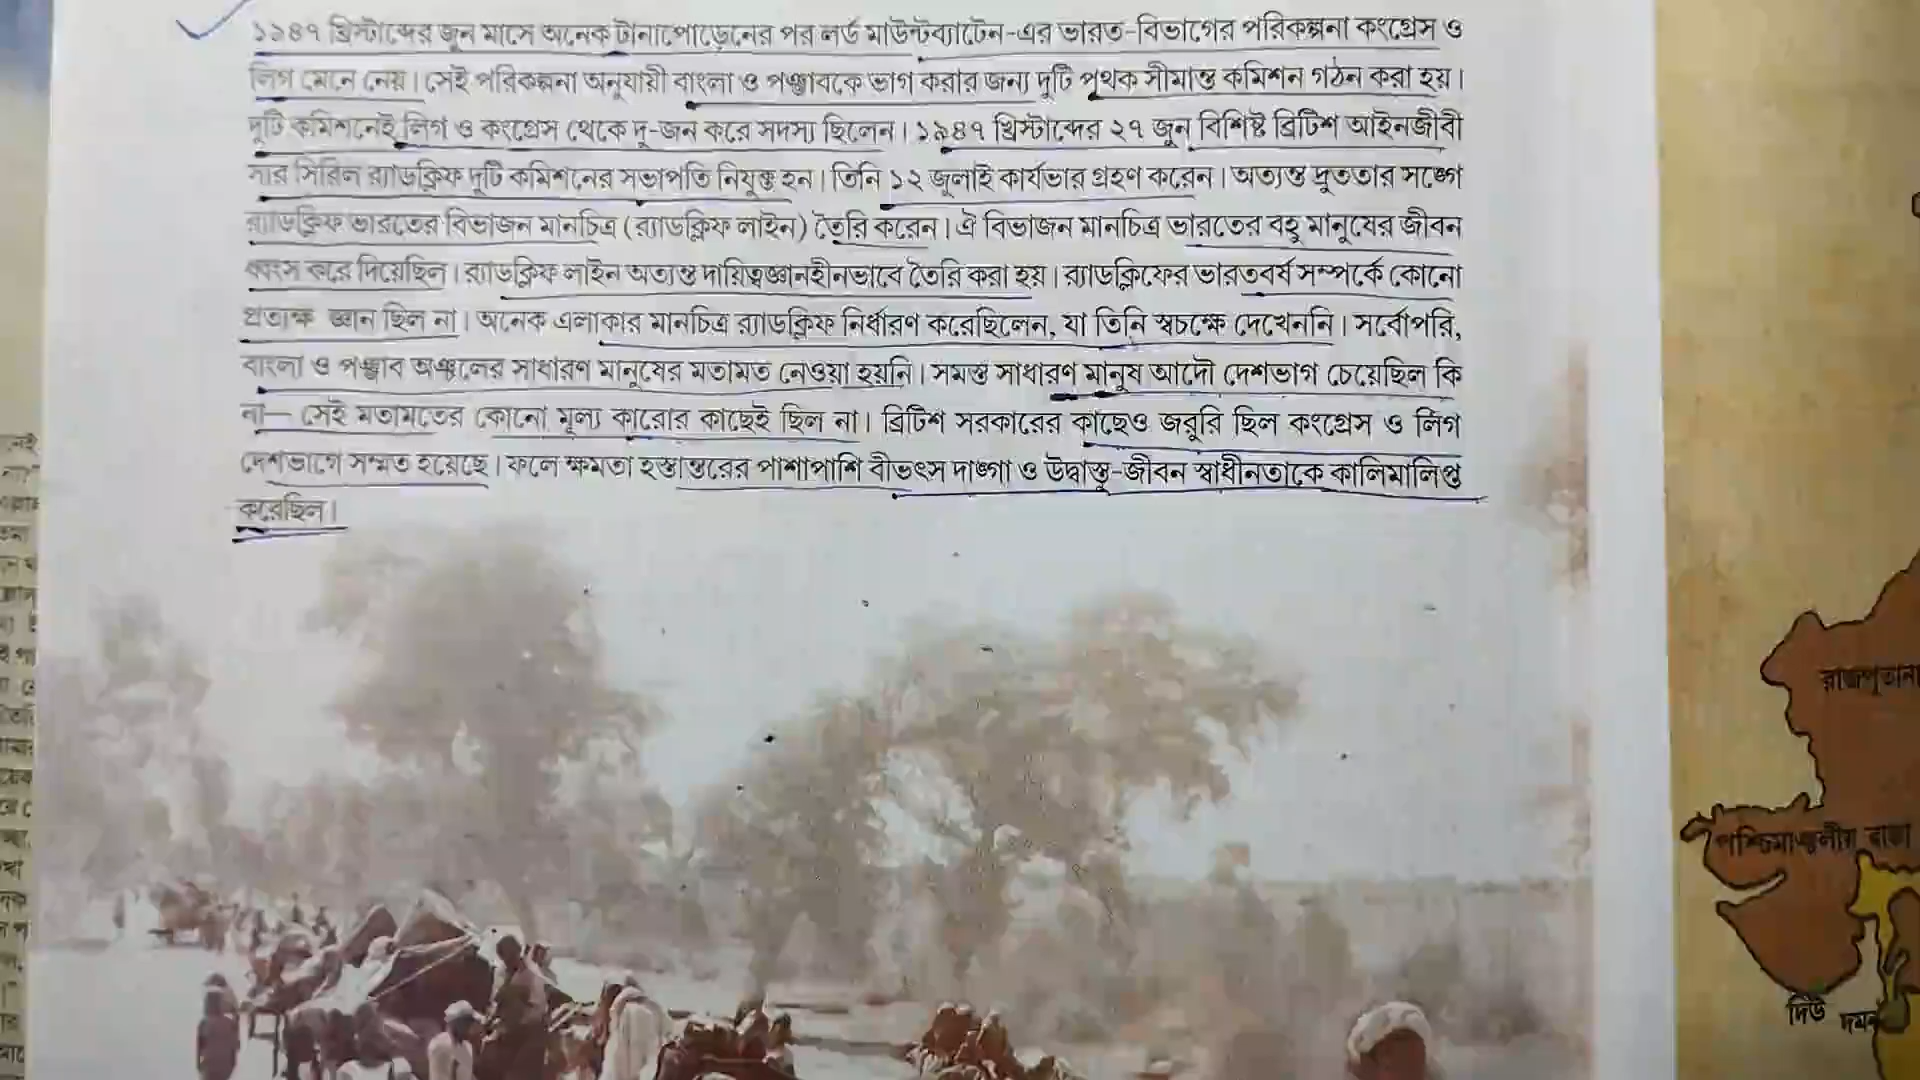 ১৯৪৭ খ্রিস্টাব্দের জুন মাসে অনেক টানাপোড়েনের পর লর্ড মাউন্টব্যাটেন-এর ভারত-বিভাগের পরিকল্পনা কংগ্রেস ও
লিগ মেনে নেয়। সেই পরিকল্পনা অনুযায়ী বাংলা ও পঞ্জাবকে ভাগ করার জন্য দুটি পৃথক সীমান্ত কমিশন গঠন করা হয়।
দুটি কমিশনেই লিগ ও কংগ্রেস থেকে দু-জন করে সদস্য ছিলেন। ১৯৪৭ খ্রিস্টাব্দের ২৭ জুন বিশিষ্ট ব্রিটিশ আইনজীবী
স্যর সিরিল র‍্যাডক্লিফ দুটি কমিশনের সভাপতি নিযুক্ত হন। তিনি ১২ জুলাই কার্যভার গ্রহণ করেন। অত্যন্ত দ্রুততার সঙ্গে
র‍্যাডক্লিফ ভারতের বিভাজন মানচিত্র (র‍্যাডক্লিফ লাইন) তৈরি করেন। ঐ বিভাজন মানচিত্র ভারতের বহু মানুষের জীবন
ধ্বংস করে দিয়েছিল। র‍্যাডক্লিফ লাইন অত্যন্ত দায়িত্বজ্ঞানহীনভাবে তৈরি করা হয়। র‍্যাডক্লিফের ভারতবর্ষ সম্পর্কে কোনো
প্রত্যক্ষ জ্ঞান ছিল না। অনেক এলাকার মানচিত্র র‍্যাডক্লিফ নির্ধারণ করেছিলেন, যা তিনি স্বচক্ষে দেখেননি। সর্বোপরি,
বাংলা ও পঞ্জাব অঞ্চলের সাধারণ মানুষের মতামত নেওয়া হয়নি। সমস্ত সাধারণ মানুষ আদৌ দেশভাগ চেয়েছিল কি
না— সেই মতামতের কোনো মূল্য কারোর কাছেই ছিল না। ব্রিটিশ সরকারের কাছেও জরুরি ছিল কংগ্রেস ও লিগ
দেশভাগে সম্মত হয়েছে। ফলে ক্ষমতা হস্তান্তরের পাশাপাশি বীভৎস দাঙ্গা ও উদ্বাস্তু-জীবন স্বাধীনতাকে কালিমালিপ্ত
করেছিল।
রাজপুতানা
পশ্চিমাঞ্চলীয় রাজ্য
দিউ দমন